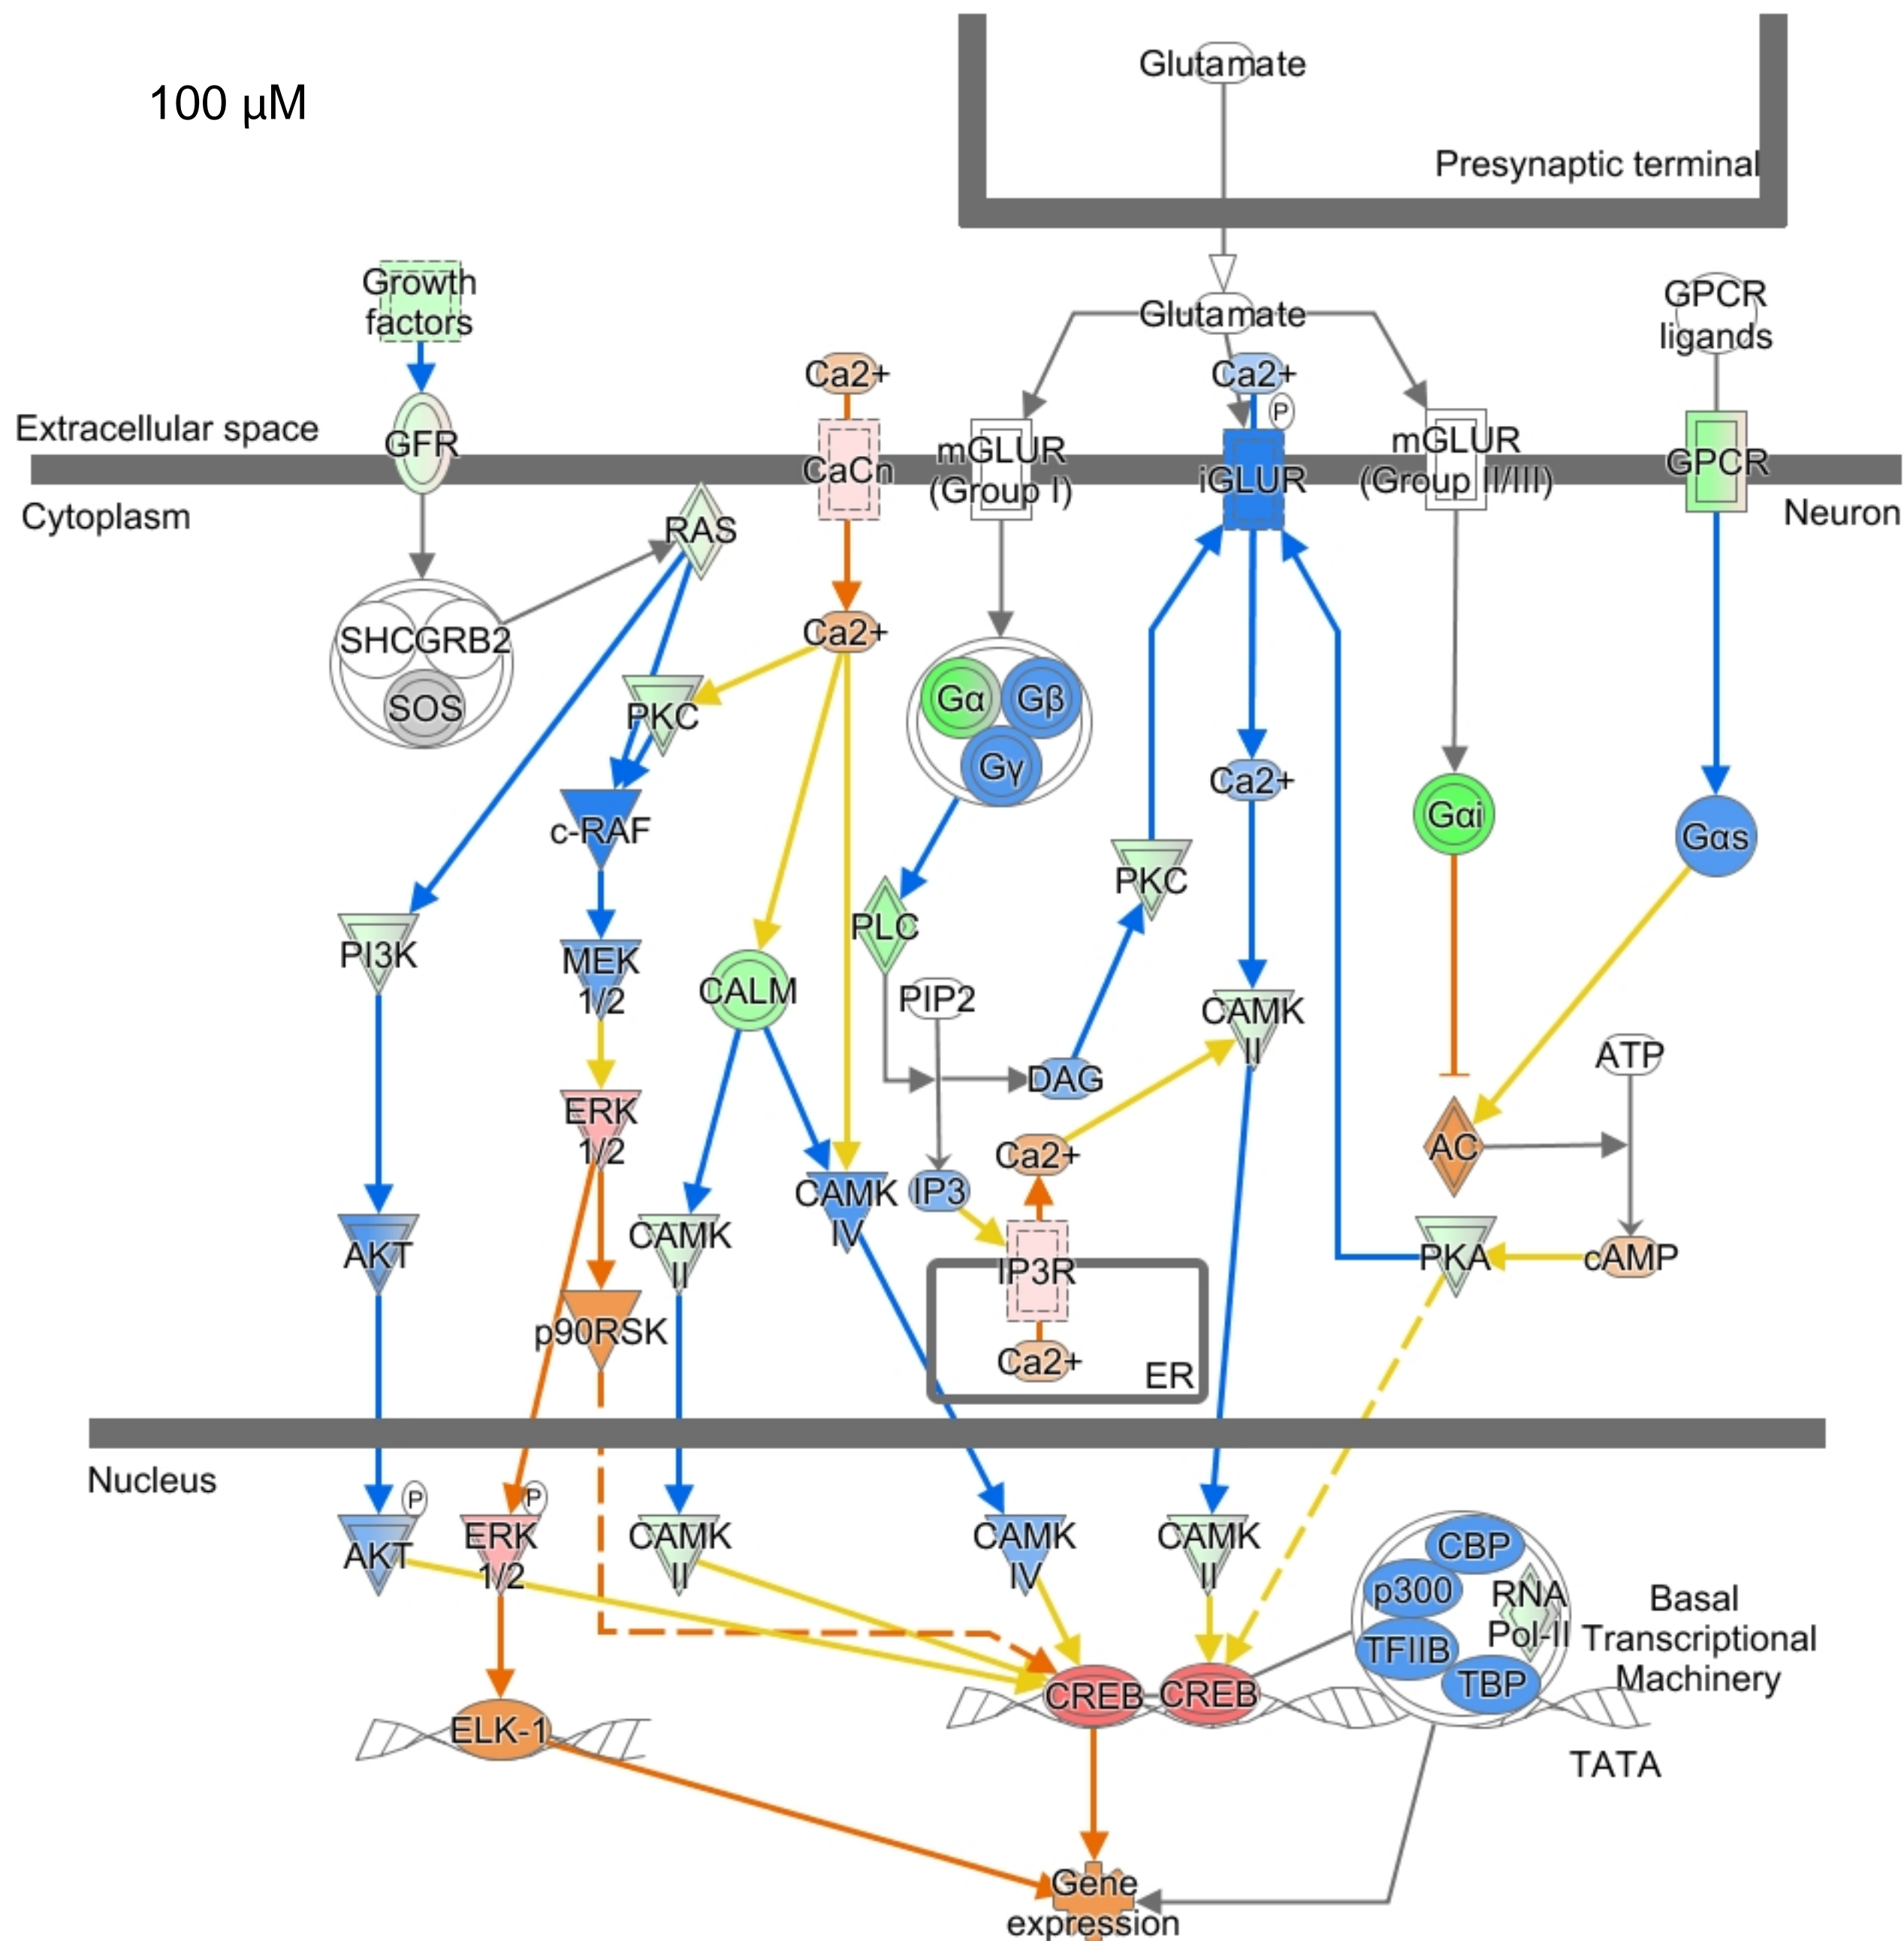 100 µM
Glutamate
Presynaptic terminal
Growth
factors
Glutamate
GPCR
ligands
Ca2+
Ca2+
P
Extracellular space
GFR
CaCn
mGLUR
(Group I)
iGLUR
mGLUR
(Group II/III)
GPCR
Cytoplasm
Neuron
RAS
SHC
GRB2
SOS
Ca2+
PKC
Gα
Gβ
Gγ
Ca2+
Gαi
Gαs
c-RAF
PKC
PLC
PI3K
MEK
1/2
CALM
PIP2
CAMK
II
DAG
ATP
ERK
1/2
Ca2+
AC
CAMK
IV
IP3
AKT
CAMK
II
IP3R
PKA
cAMP
p90RSK
Ca2+
ER
Nucleus
P
P
AKT
ERK
1/2
CAMK
II
CAMK
IV
CAMK
II
CBP
p300
RNA
Pol-II
TFIIB
TBP
Basal
Transcriptional
Machinery
CREB
CREB
ELK-1
TATA
Gene
expression